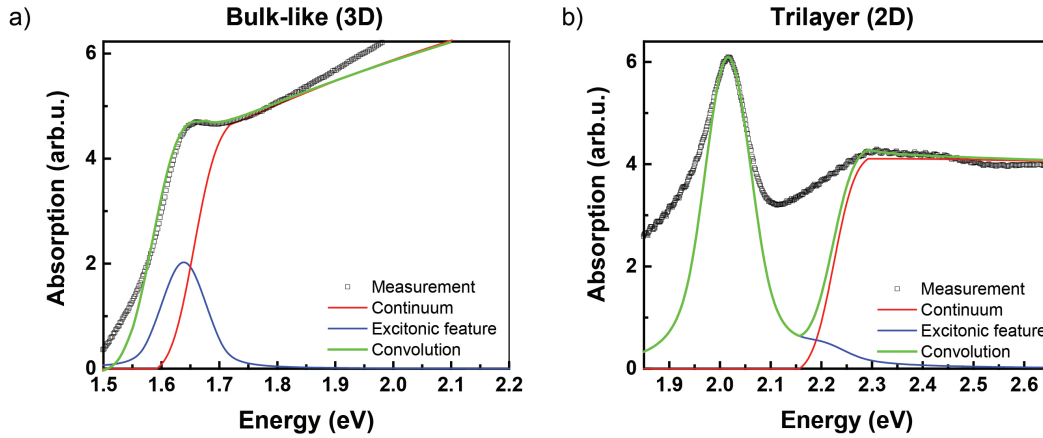 a)
Bulk-like (3D)
Absorption (arb.u.)
6
4
2
0
Measurement
Continuum
Excitonic feature
Convolution
1.5 1.6 1.7 1.8 1.9 2.0 2.1 2.2
Energy (eV)
b)
Trilayer (2D)
Absorption (arb.u.)
6
4
2
0
Measurement
Continuum
Excitonic feature
Convolution
1.9 2.0 2.1 2.2 2.3 2.4 2.5 2.6
Energy (eV)